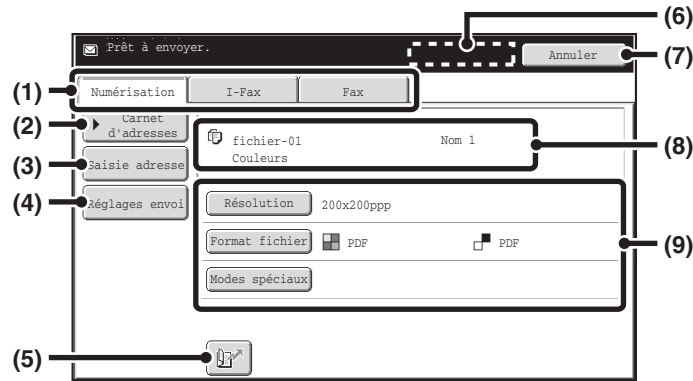 (6)
Prêt à envoyer.
Annuler
(7)
(1)
Numérisation
I-Fax
Fax
(2)
Carnet
d'adresses
(3)
Saisie adresse
(4)
Réglages envoi
fichier-01
Nom 1
Couleurs
(8)
Résolution
200x200ppp
Format fichier
PDF
PDF
(9)
Modes spéciaux
(5)